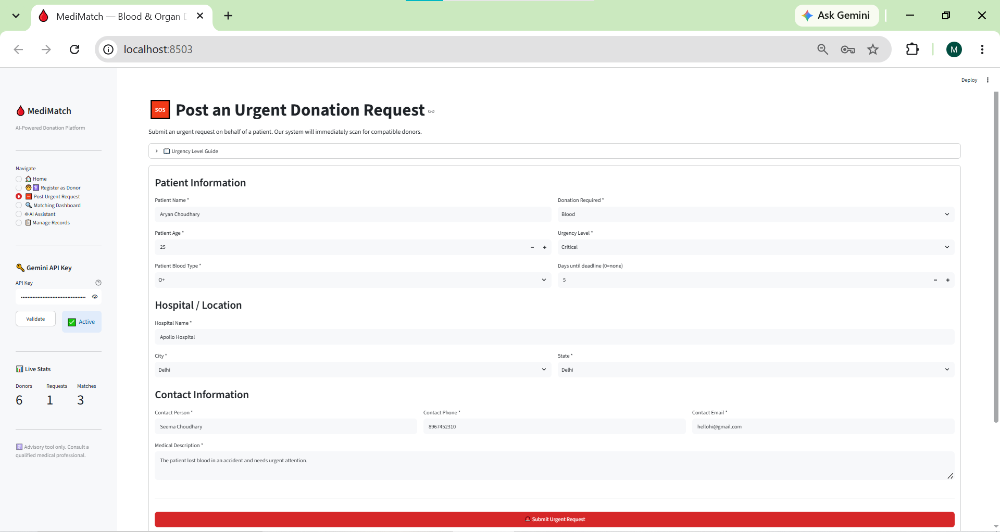 MediMatch — Blood & Organ
Ask Gemini
localhost:8503
M
Deploy
MediMatch
AI-Powered Donation Platform
Navigate
Home
Register as Donor
Post Urgent Request
Matching Dashboard
AI Assistant
Manage Records
Gemini API Key
API Key
Validate
Active
Live Stats
Donors Requests Matches
6 1 3
Advisory tool only. Consult a
qualified medical professional.
SOS Post an Urgent Donation Request
Submit an urgent request on behalf of a patient. Our system will immediately scan for compatible donors.
Urgency Level Guide
Patient Information
Patient Name * Donation Required *
Aryan Choudhary Blood
Patient Age * Urgency Level *
25 Critical
Patient Blood Type * Days until deadline (0=none)
O+ 5
Hospital / Location
Hospital Name *
Apollo Hospital
City * State *
Delhi Delhi
Contact Information
Contact Person * Contact Phone * Contact Email *
Seema Choudhary 8967452310 hellohi@gmail.com
Medical Description *
The patient lost blood in an accident and needs urgent attention.
Submit Urgent Request